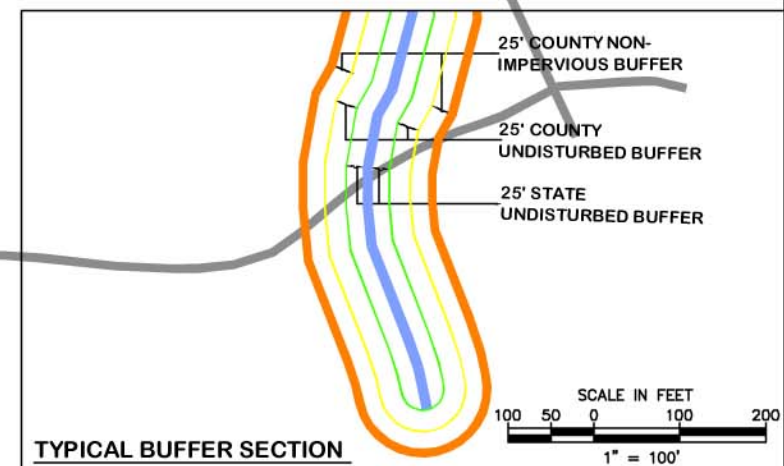 25' COUNTY NON-
IMPERVIOUS BUFFER
25' COUNTY
UNDISTURBED BUFFER
25' STATE
UNDISTURBED BUFFER
SCALE IN FEET
100 50 0 100 200
1" = 100'
TYPICAL BUFFER SECTION